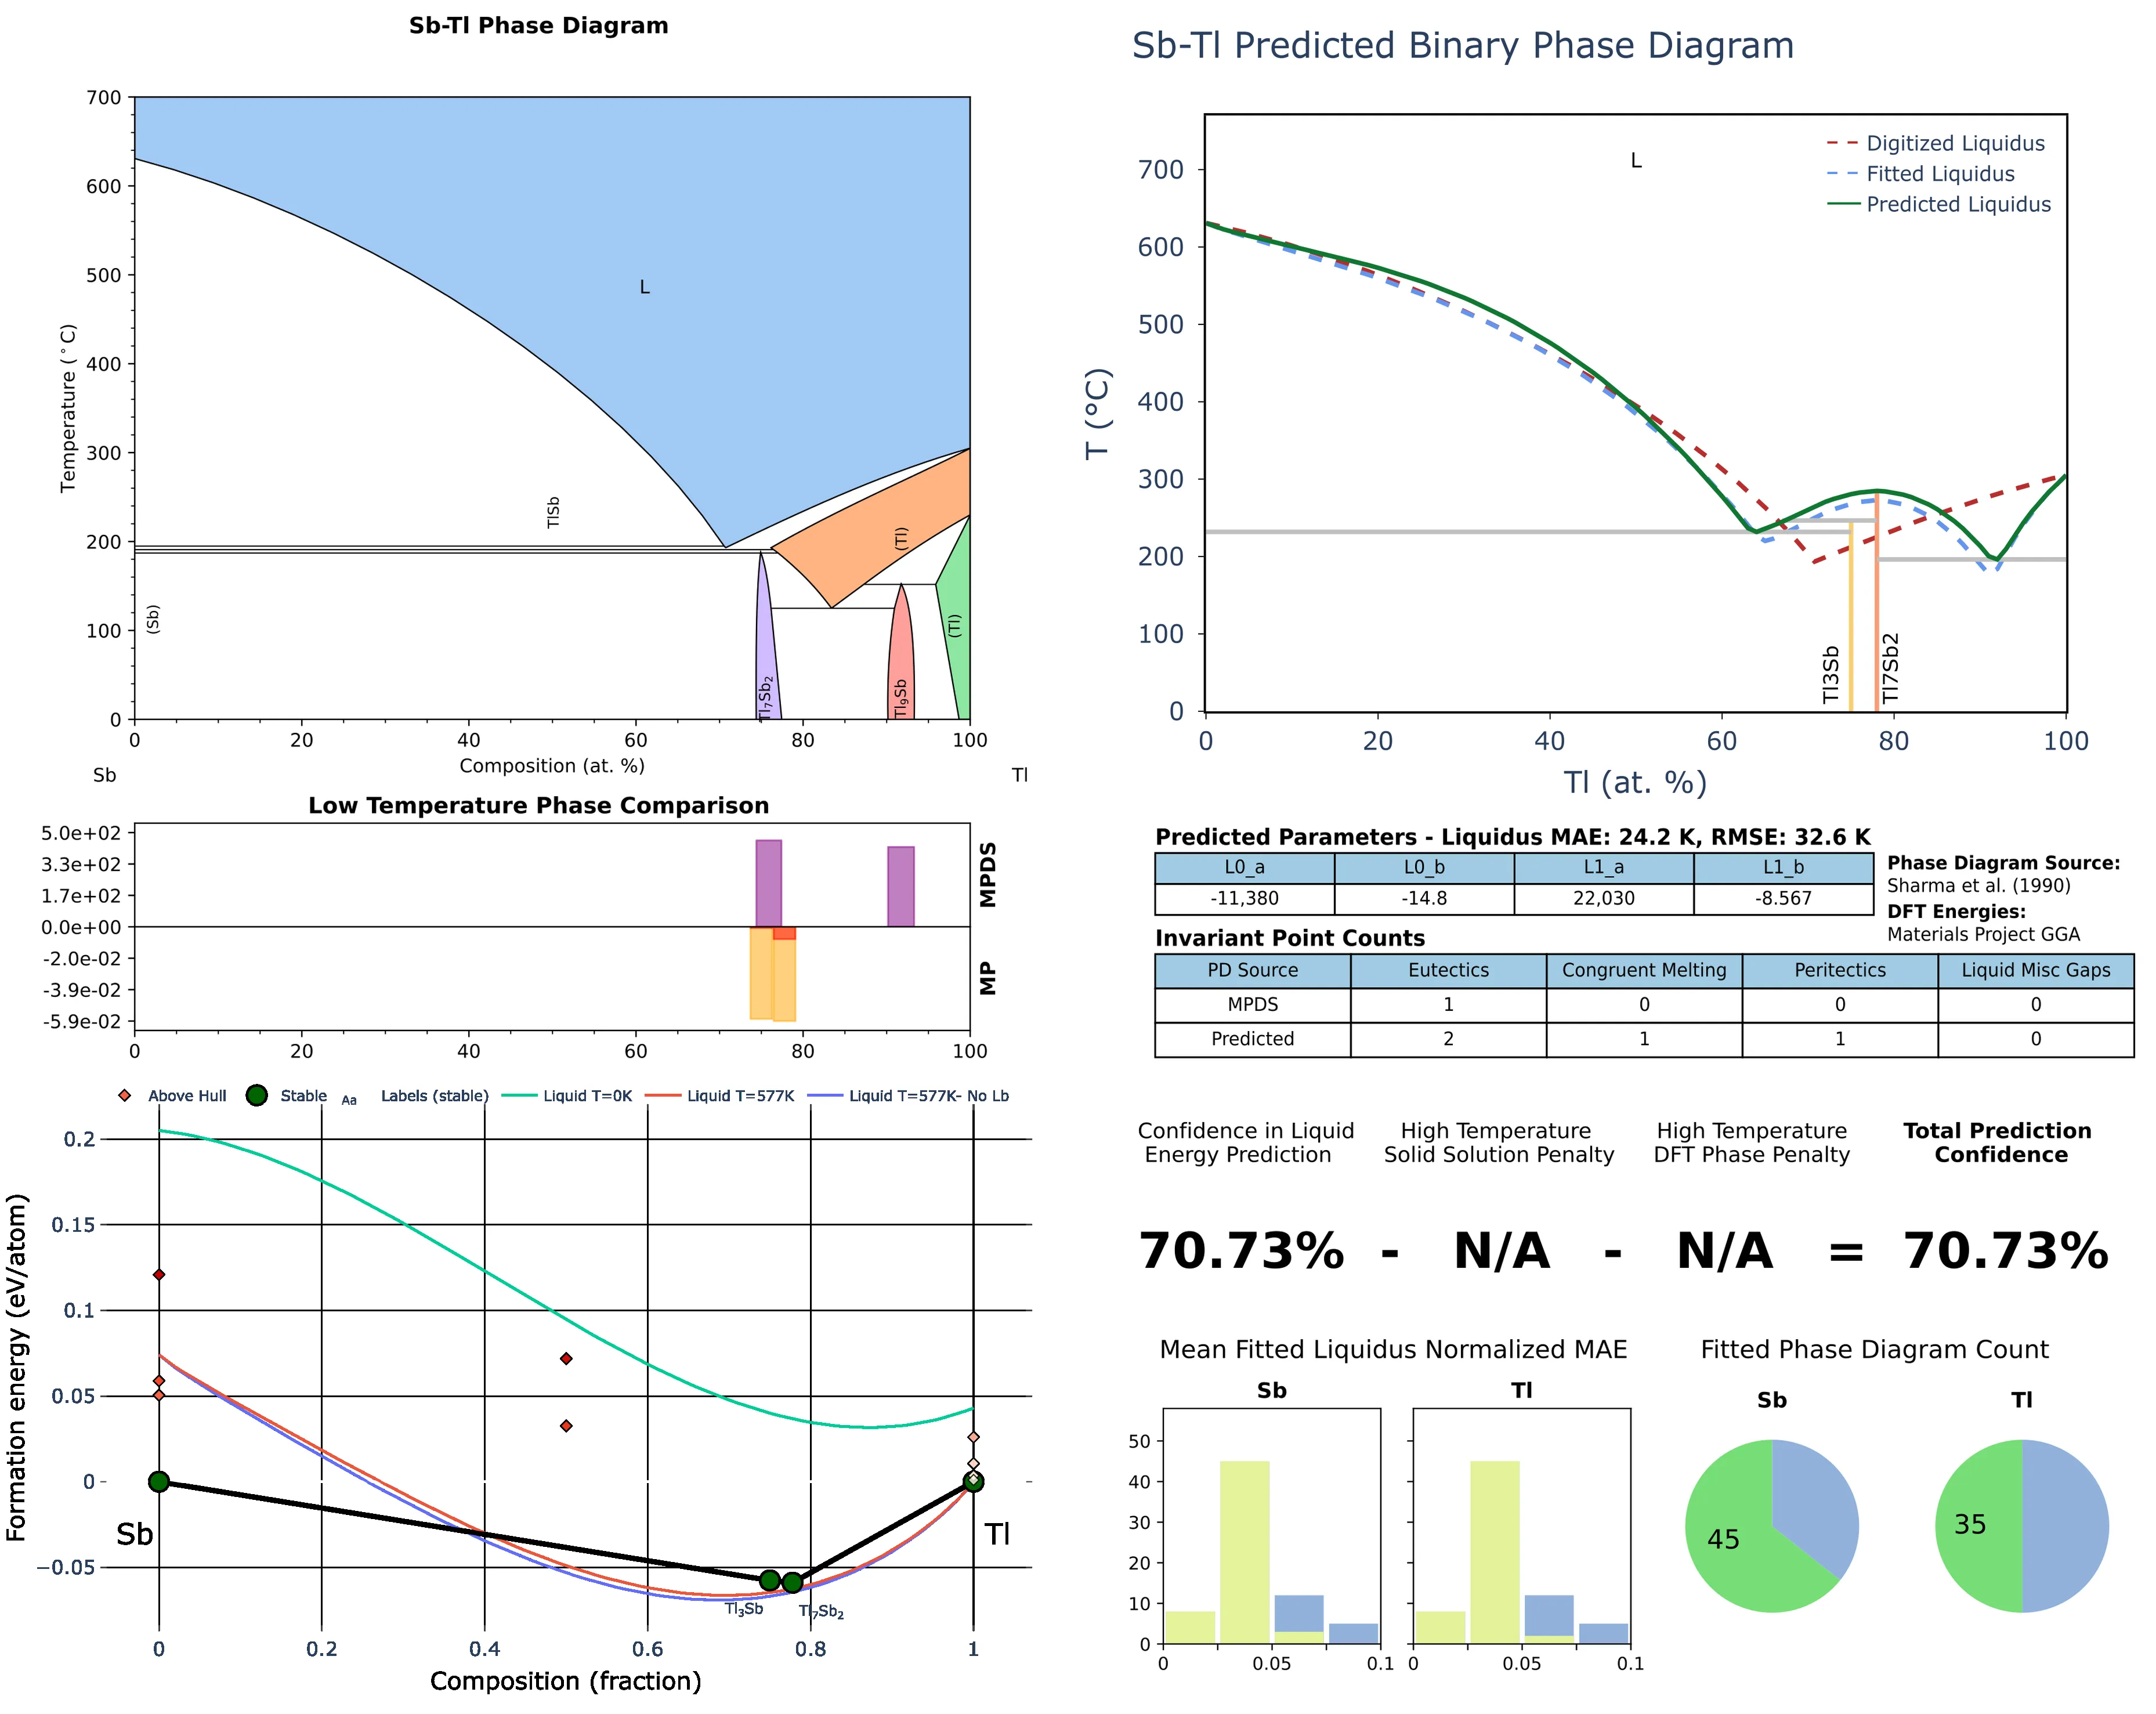 Sb-Tl Phase Diagram
700
600
500
400
300
200
100
0
Temperature (°C)
L
TlSb
(Sb)
(Tl)
(Tl)
Tl7Sb2
Tl9Sb
0 20 40 60 80 100
Composition (at. %)
Sb Tl
Low Temperature Phase Comparison
5.0e+02
3.3e+02
1.7e+02
0.0e+00
-2.0e-02
-3.9e-02
-5.9e-02
MPDS
MP
0 20 40 60 80 100
Above Hull Stable Aa Labels (stable) Liquid T=0K Liquid T=577K Liquid T=577K- No Lb
0.2
0.15
0.1
0.05
0
−0.05
Formation energy (eV/atom)
Sb Tl
Tl3Sb Tl7Sb2
0 0.2 0.4 0.6 0.8 1
Composition (fraction)
Sb-Tl Predicted Binary Phase Diagram
L
Digitized Liquidus
Fitted Liquidus
Predicted Liquidus
700
600
500
400
300
200
100
0
T (°C)
Tl3Sb
Tl7Sb2
0 20 40 60 80 100
Tl (at. %)
Predicted Parameters - Liquidus MAE: 24.2 K, RMSE: 32.6 K
L0_a L0_b L1_a L1_b
-11,380 -14.8 22,030 -8.567
Phase Diagram Source:
Sharma et al. (1990)
DFT Energies:
Materials Project GGA
Invariant Point Counts
PD Source Eutectics Congruent Melting Peritectics Liquid Misc Gaps
MPDS 1 0 0 0
Predicted 2 1 1 0
Confidence in Liquid
Energy Prediction
High Temperature
Solid Solution Penalty
High Temperature
DFT Phase Penalty
Total Prediction
Confidence
70.73% - N/A - N/A = 70.73%
Mean Fitted Liquidus Normalized MAE
Sb Tl
50
40
30
20
10
0
0 0.05 0.1 0 0.05 0.1
Fitted Phase Diagram Count
Sb Tl
45 35